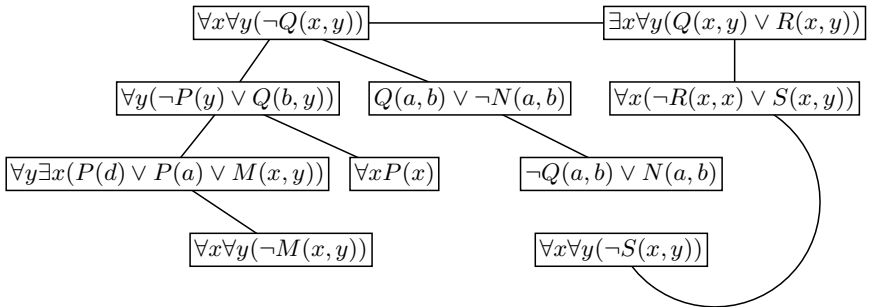 ∀x∀y(¬Q(x, y)) ∃x∀y(Q(x, y) ∨ R(x, y))
∀y(¬P(y) ∨ Q(b, y)) Q(a, b) ∨ ¬N(a, b) ∀x(¬R(x, x) ∨ S(x, y))
∀y∃x(P(d) ∨ P(a) ∨ M(x, y)) ∀xP(x) ¬Q(a, b) ∨ N(a, b)
∀x∀y(¬M(x, y)) ∀x∀y(¬S(x, y))